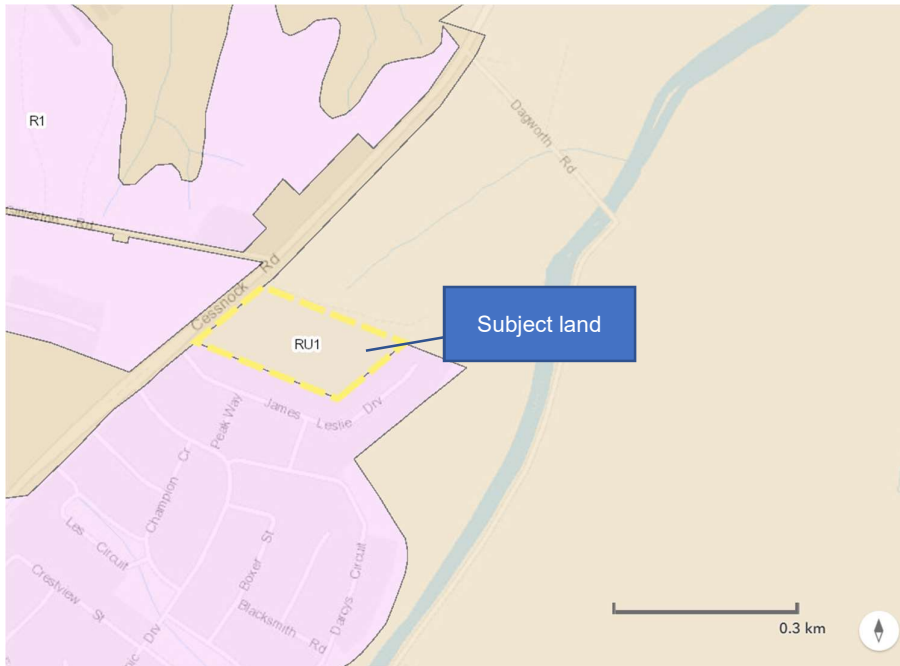 R1
Dagworth Rd
Cessnock Rd
Subject land
RU1
James Leslie Drv
Peak Way
Champion Cr
Les Circuit
Boxer St
Darcys Circuit
Crestview St
Blacksmith Rd
Drv
0.3 km